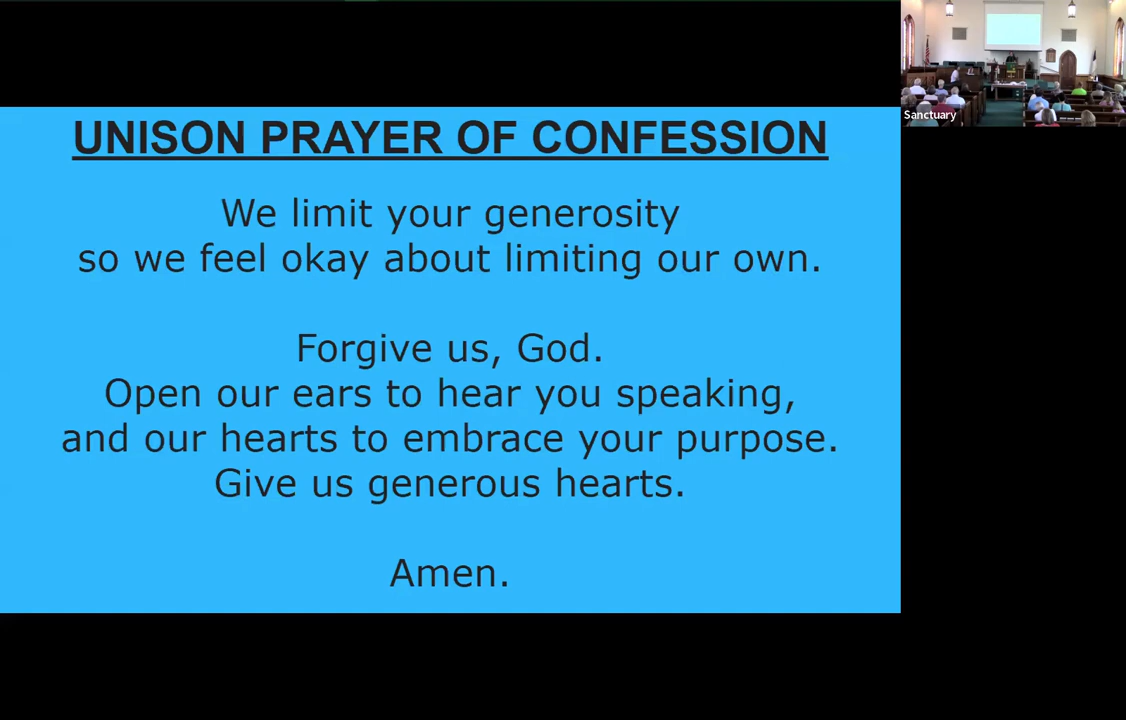 UNISON PRAYER OF CONFESSION
We limit your generosity
so we feel okay about limiting our own.
Forgive us, God.
Open our ears to hear you speaking,
and our hearts to embrace your purpose.
Give us generous hearts.
Amen.
Sanctuary